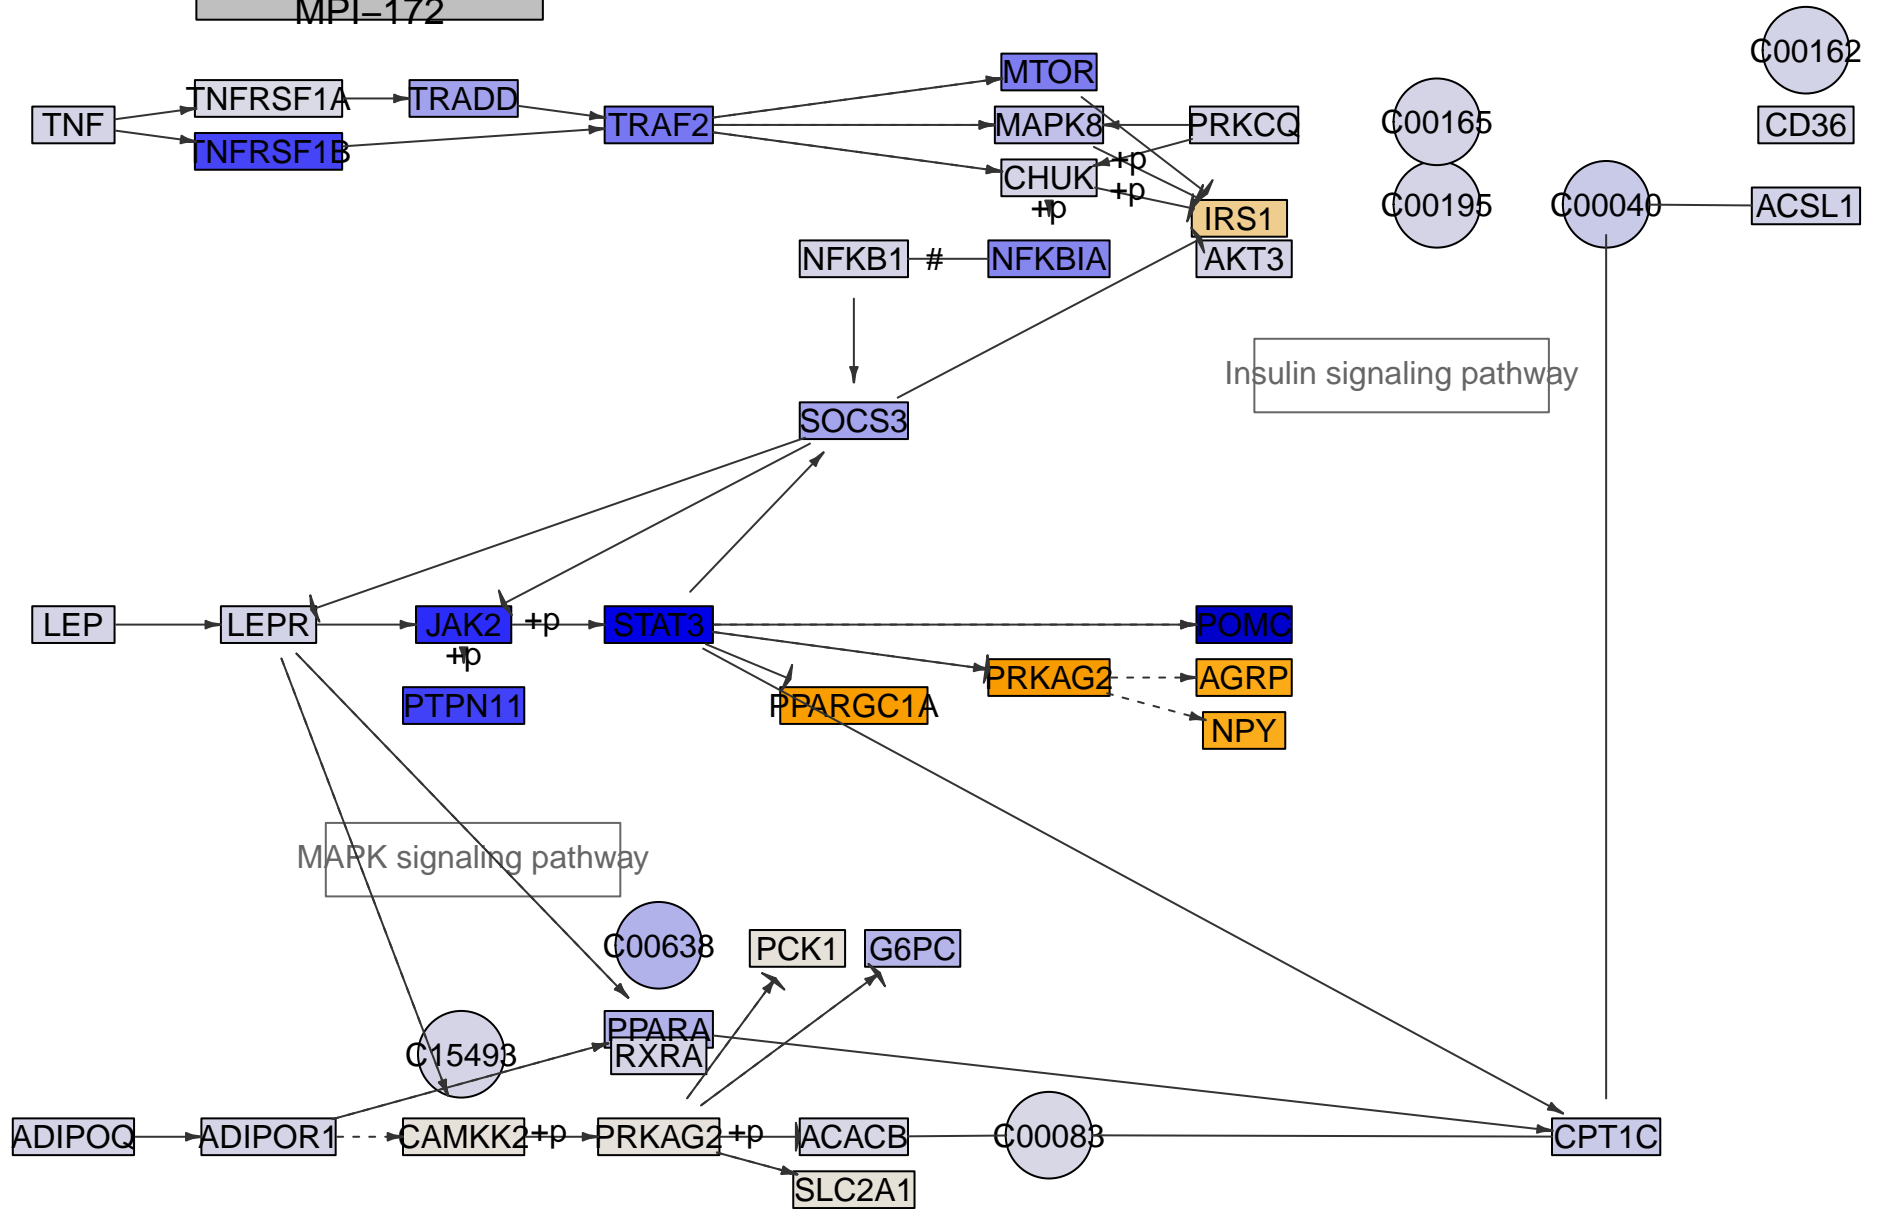 MPI–172
C00162
TNF
TNFRSF1A
TRADD
TNFRSF1B
TRAF2
MTOR
MAPK8
PRKCQ
CHUK
+p
+p
+p
IRS1
C00165
C00195
C00040
CD36
ACSL1
NFKB1
#
NFKBIA
AKT3
Insulin signaling pathway
SOCS3
LEP
LEPR
JAK2
+p
STAT3
POMC
+p
PTPN11
PPARGC1A
PRKAG2
AGRP
NPY
MAPK signaling pathway
C00638
PCK1
G6PC
C15493
PPARA
RXRA
ADIPOQ
ADIPOR1
CAMKK2
+p
PRKAG2
+p
ACACB
C00083
CPT1C
SLC2A1